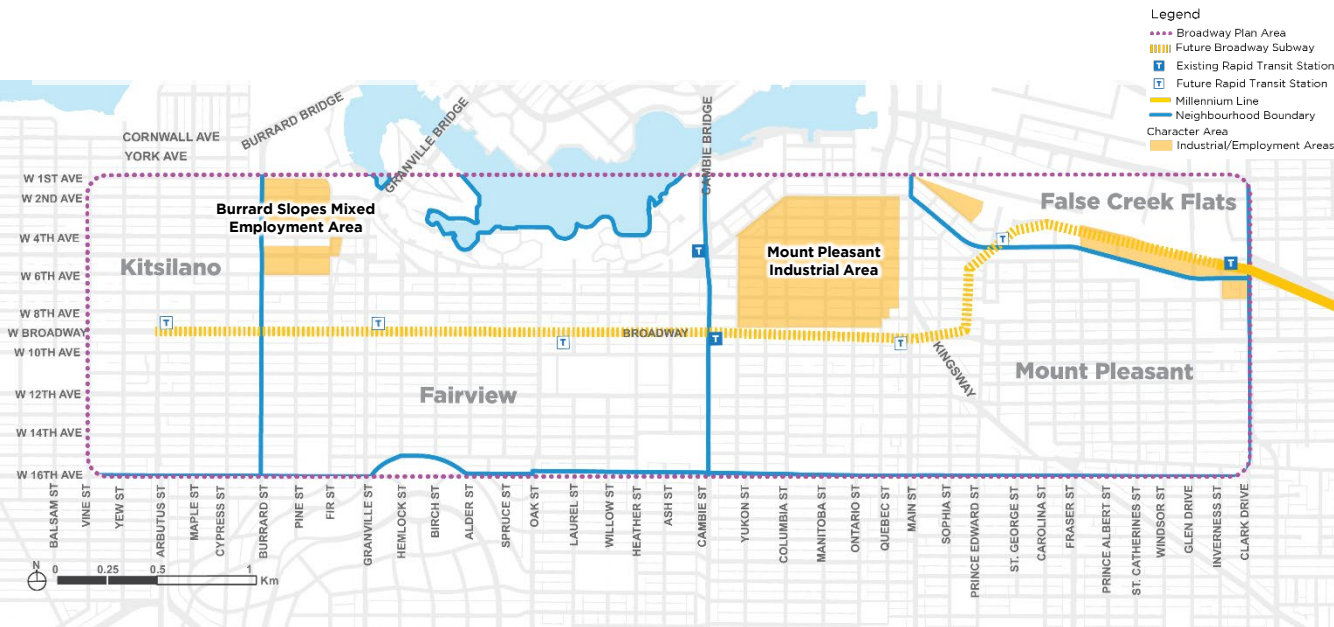 Legend
Broadway Plan Area
Future Broadway Subway
T Existing Rapid Transit Station
T Future Rapid Transit Station
Millennium Line
Neighbourhood Boundary
Character Area
Industrial/Employment Areas
BURRARD BRIDGE
GRANVILLE BRIDGE
CAMBIE BRIDGE
CORNWALL AVE
YORK AVE
W 1ST AVE
W 2ND AVE
W 4TH AVE
W 6TH AVE
W 8TH AVE
W BROADWAY
W 10TH AVE
W 12TH AVE
W 14TH AVE
W 16TH AVE
Burrard Slopes Mixed
Employment Area
Kitsilano
Mount Pleasant
Industrial Area
False Creek Flats
T
T
T
T
T
T
T
T
BROADWAY
KINGSWAY
Fairview
Mount Pleasant
BALSAM ST
VINE ST
YEW ST
ARBUTUS ST
MAPLE ST
CYPRESS ST
BURRARD ST
PINE ST
FIR ST
GRANVILLE ST
HEMLOCK ST
BIRCH ST
ALDER ST
SPRUCE ST
OAK ST
LAUREL ST
WILLOW ST
HEATHER ST
ASH ST
CAMBIE ST
YUKON ST
COLUMBIA ST
MANITOBA ST
ONTARIO ST
QUEBEC ST
MAIN ST
SOPHIA ST
PRINCE EDWARD ST
ST. GEORGE ST
CAROLINA ST
FRASER ST
PRINCE ALBERT ST
ST. CATHERINES ST
WINDSOR ST
GLEN DRIVE
INVERNESS ST
CLARK DRIVE
N
0 0.25 0.5 1
Km